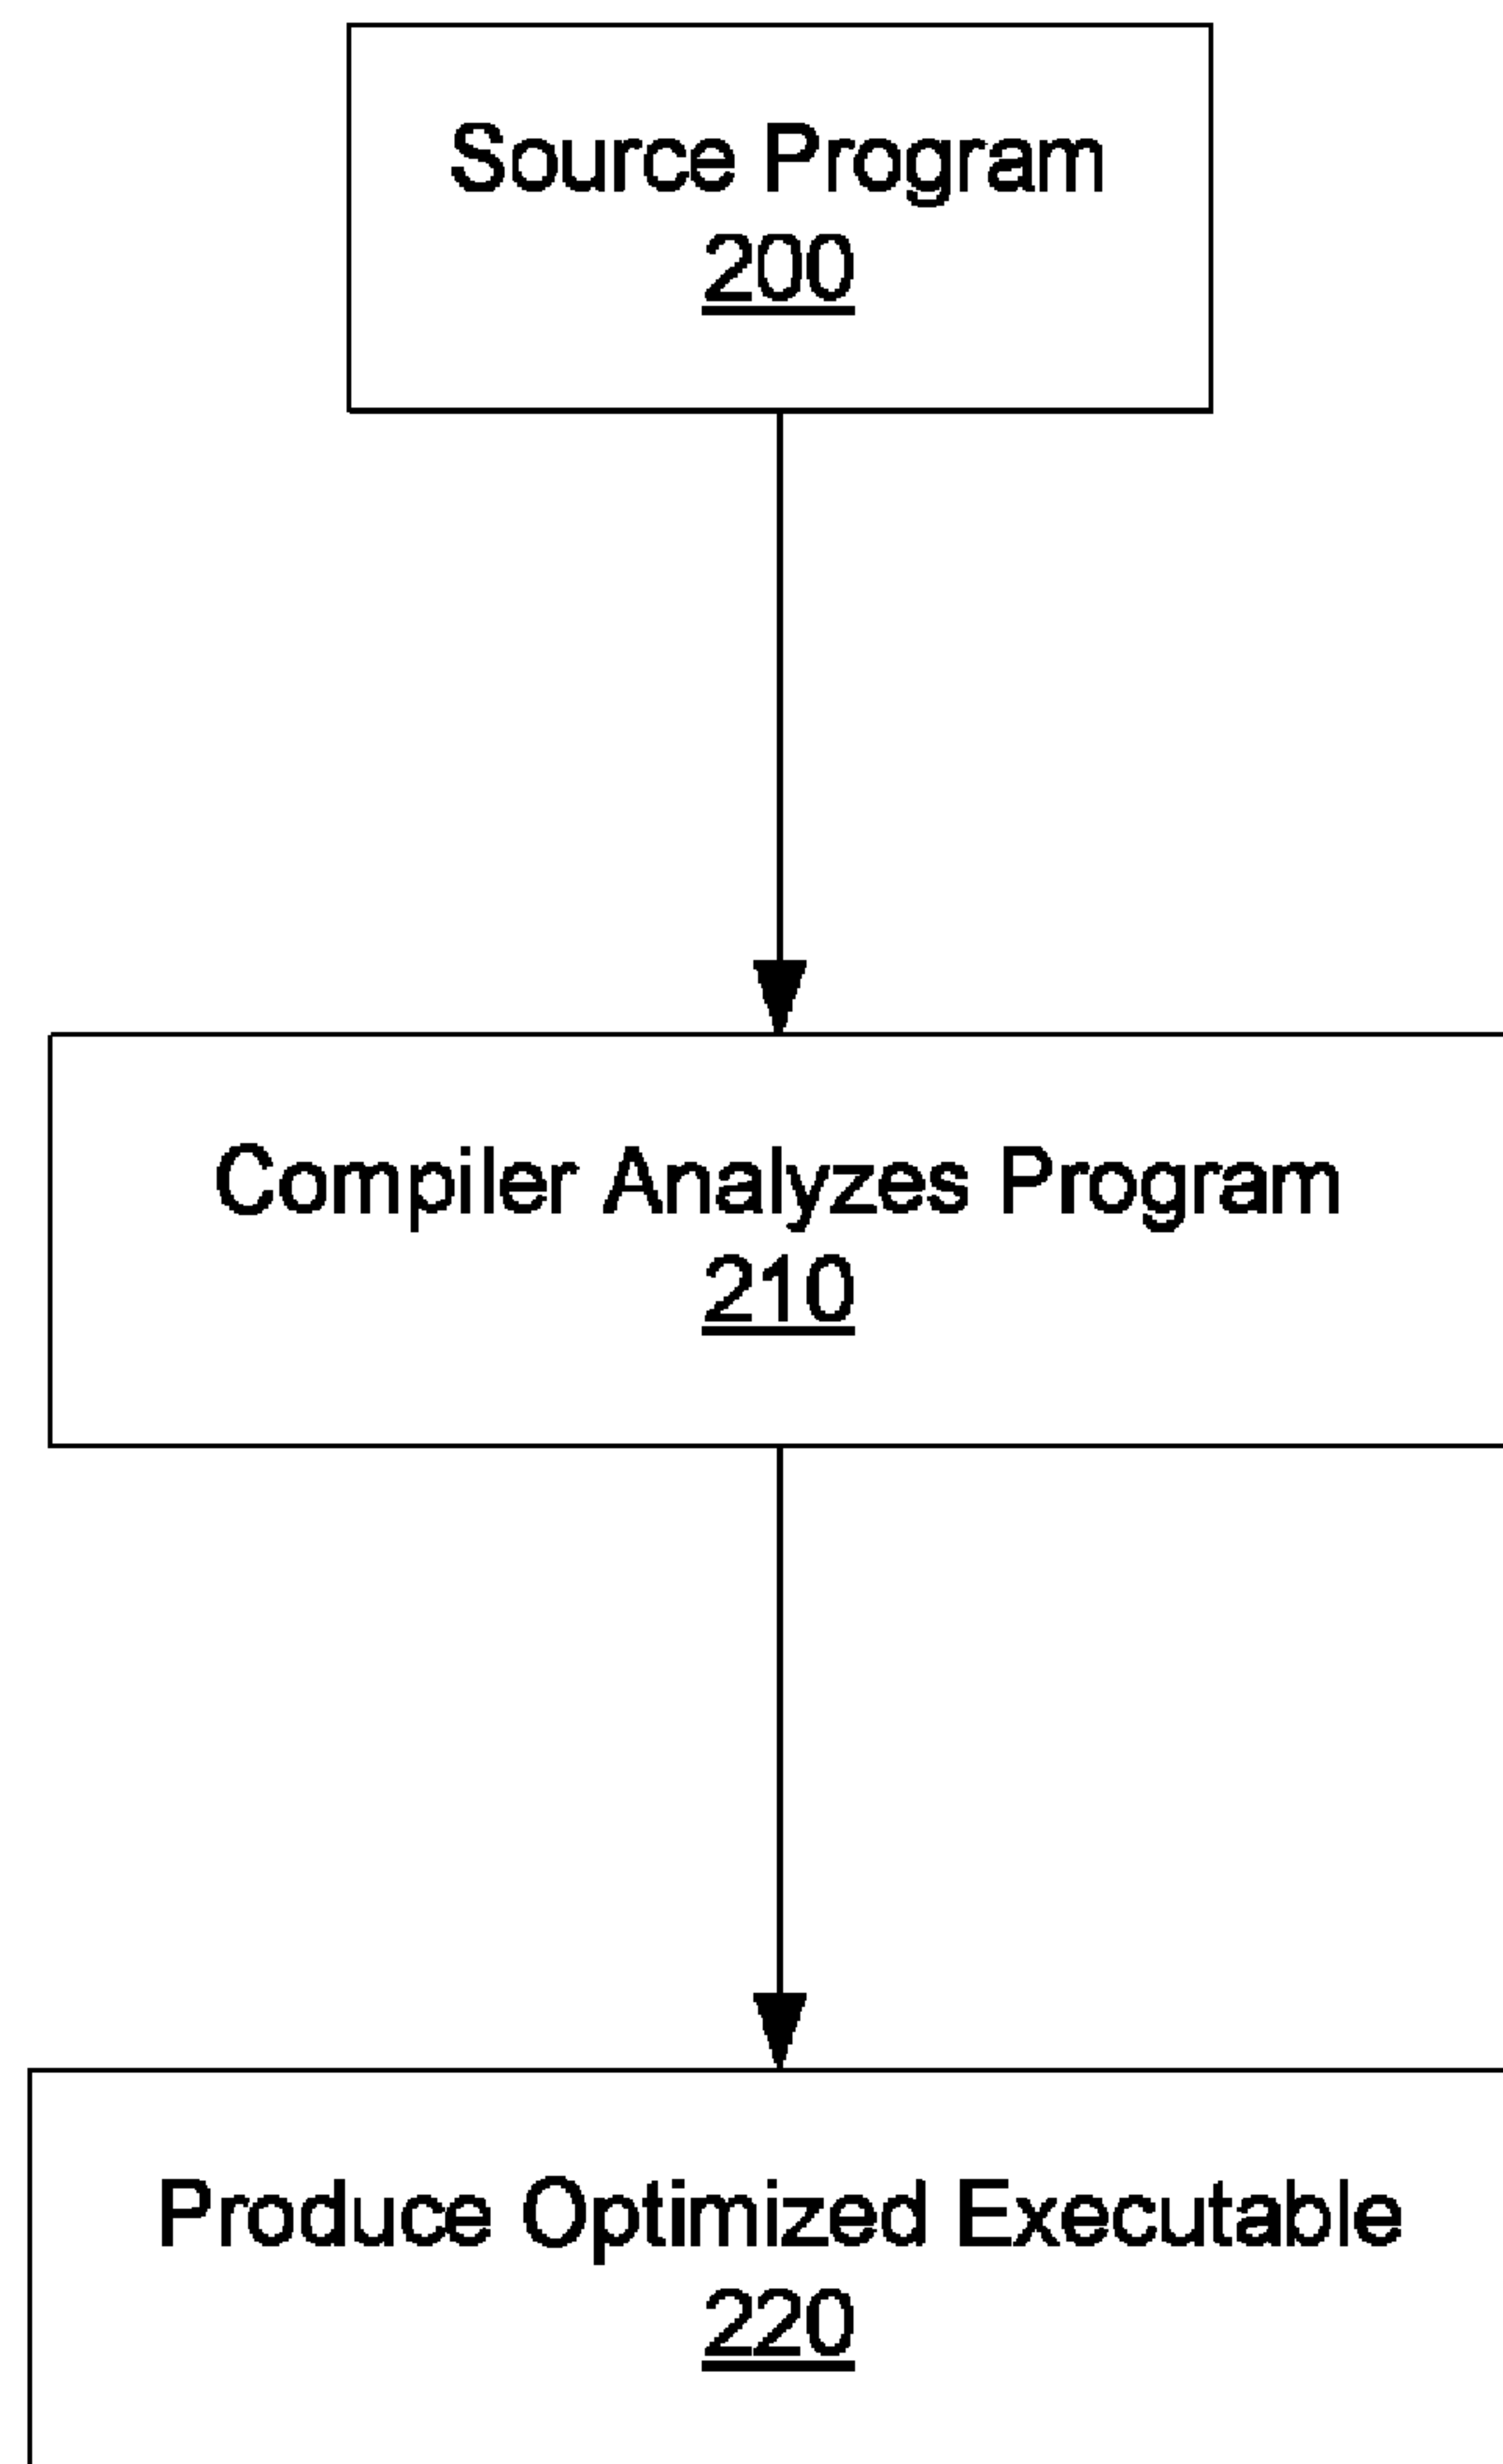 Source Program
200
Compiler Analyzes Program
210
Produce Optimized Executable
220